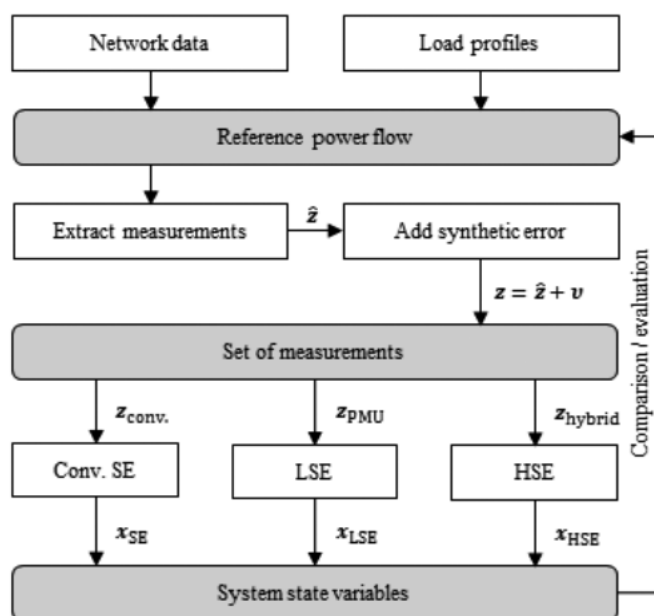 Network data
Load profiles
Reference power flow
Extract measurements
ẑ
Add synthetic error
z = ẑ + v
Set of measurements
z_conv.
z_PMU
z_hybrid
Conv. SE
LSE
HSE
x_SE
x_LSE
x_HSE
System state variables
Comparison / evaluation